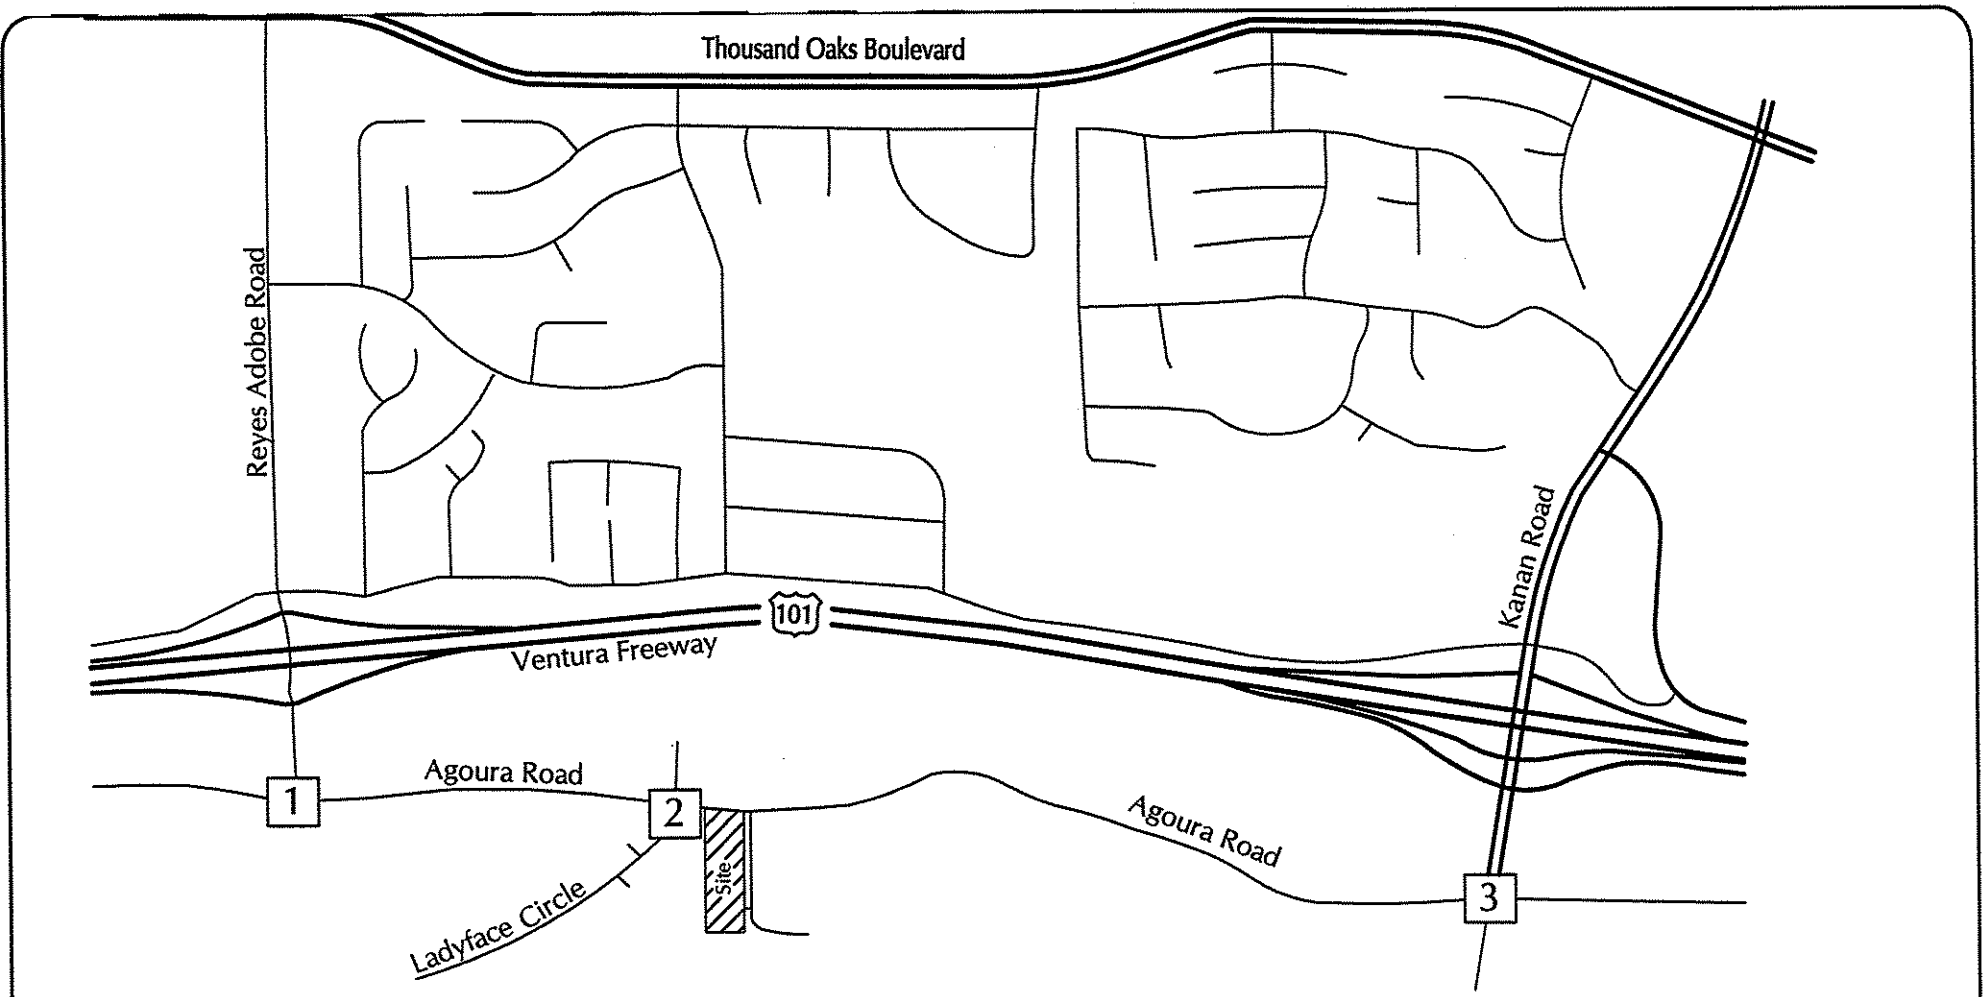 Thousand Oaks Boulevard
Reyes Adobe Road
Kanan Road
101
Ventura Freeway
Agoura Road
1
2
Agoura Road
Site
Ladyface Circle
3